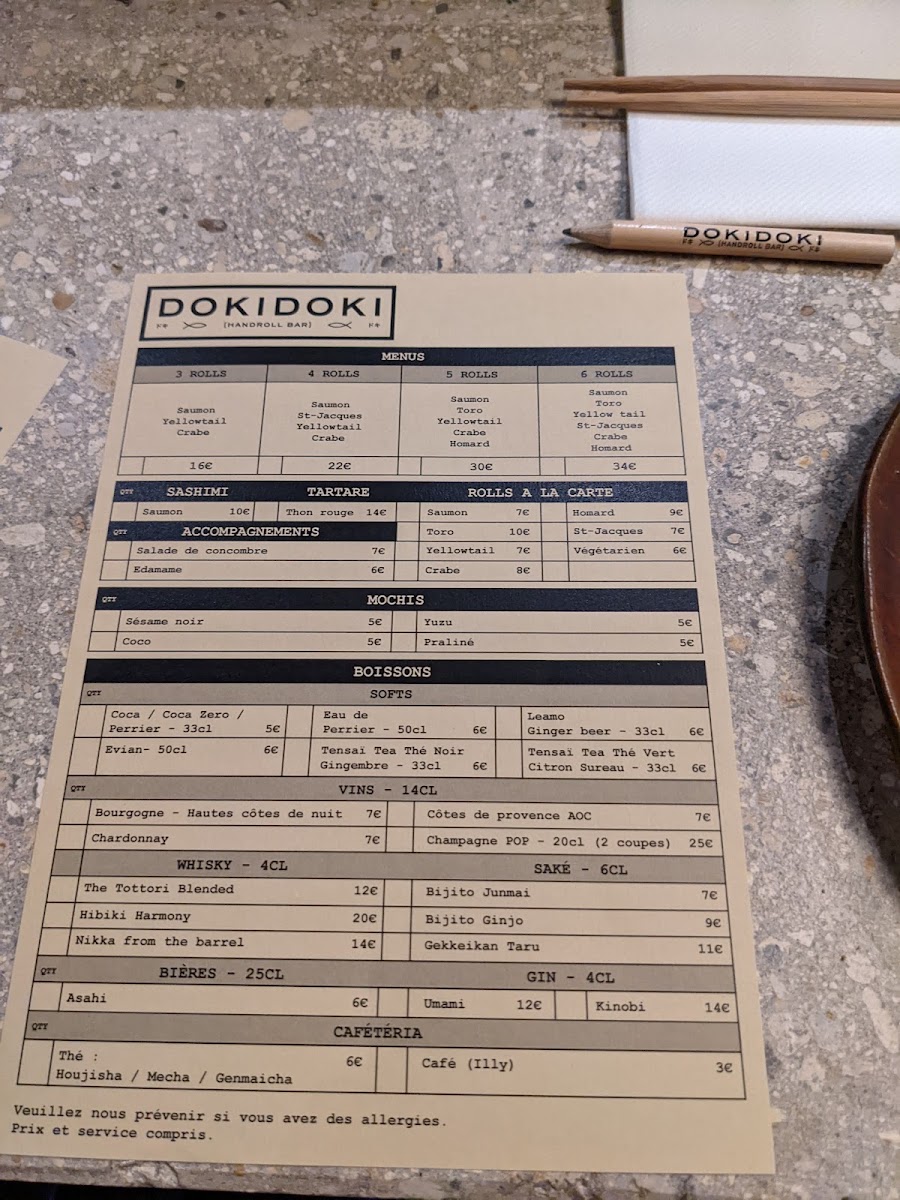 DOKIDOKI
F# [HANDROLL BAR] F#
DOKIDOKI
F# [HANDROLL BAR] F#
MENUS
3 ROLLS
Saumon
Yellowtail
Crabe
16€
4 ROLLS
Saumon
St-Jacques
Yellowtail
Crabe
22€
5 ROLLS
Saumon
Toro
Yellowtail
Crabe
Homard
30€
6 ROLLS
Saumon
Toro
Yellow tail
St-Jacques
Crabe
Homard
34€
QTY SASHIMI TARTARE ROLLS A LA CARTE
Saumon 10€ Thon rouge 14€ Saumon 7€ Homard 9€
QTY ACCOMPAGNEMENTS Toro 10€ St-Jacques 7€
Salade de concombre 7€ Yellowtail 7€ Végétarien 6€
Edamame 6€ Crabe 8€
QTY MOCHIS
Sésame noir 5€ Yuzu 5€
Coco 5€ Praliné 5€
BOISSONS
QTY SOFTS
Coca / Coca Zero /
Perrier - 33cl 5€
Eau de
Perrier - 50cl 6€
Leamo
Ginger beer - 33cl 6€
Evian- 50cl 6€
Tensaï Tea Thé Noir
Gingembre - 33cl 6€
Tensaï Tea Thé Vert
Citron Sureau - 33cl 6€
QTY VINS - 14CL
Bourgogne - Hautes côtes de nuit 7€ Côtes de provence AOC 7€
Chardonnay 7€ Champagne POP - 20cl (2 coupes) 25€
WHISKY - 4CL SAKÉ - 6CL
The Tottori Blended 12€ Bijito Junmai 7€
Hibiki Harmony 20€ Bijito Ginjo 9€
Nikka from the barrel 14€ Gekkeikan Taru 11€
QTY BIÈRES - 25CL GIN - 4CL
Asahi 6€ Umami 12€ Kinobi 14€
QTY CAFÉTÉRIA
Thé : 6€
Houjisha / Mecha / Genmaicha
Café (Illy) 3€
Veuillez nous prévenir si vous avez des allergies.
Prix et service compris.